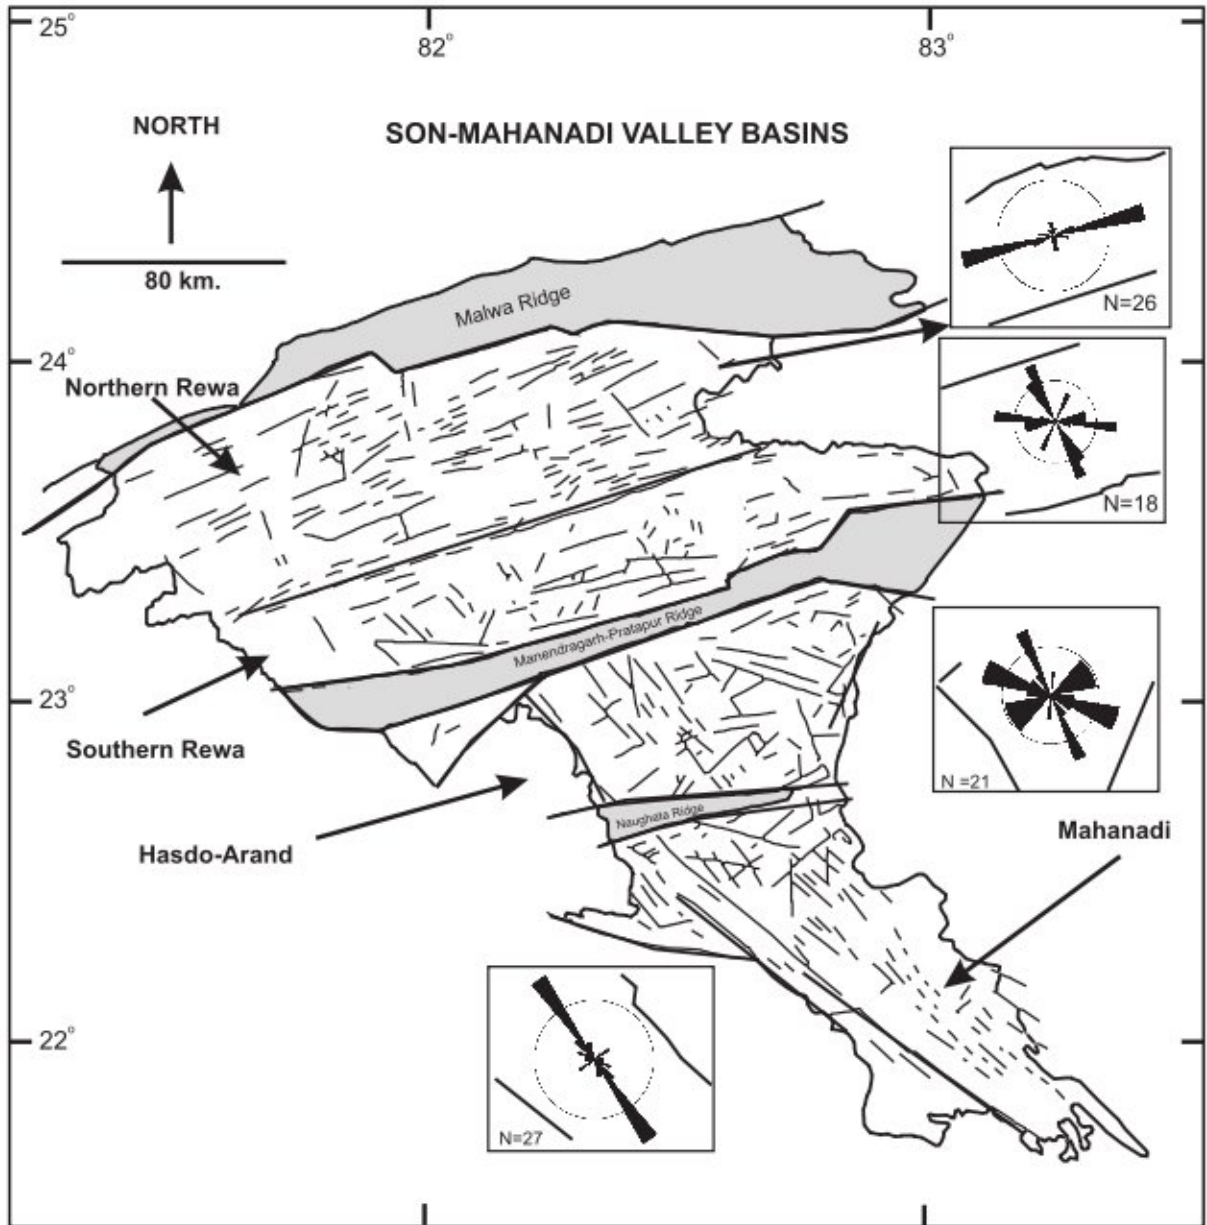 25°
82°
83°
NORTH
SON-MAHANADI VALLEY BASINS
80 km.
Malwa Ridge
N=26
24°
Northern Rewa
N=18
Manendragarh-Pratapur Ridge
23°
Southern Rewa
N =21
Naughata Ridge
Mahanadi
Hasdo-Arand
22°
N=27